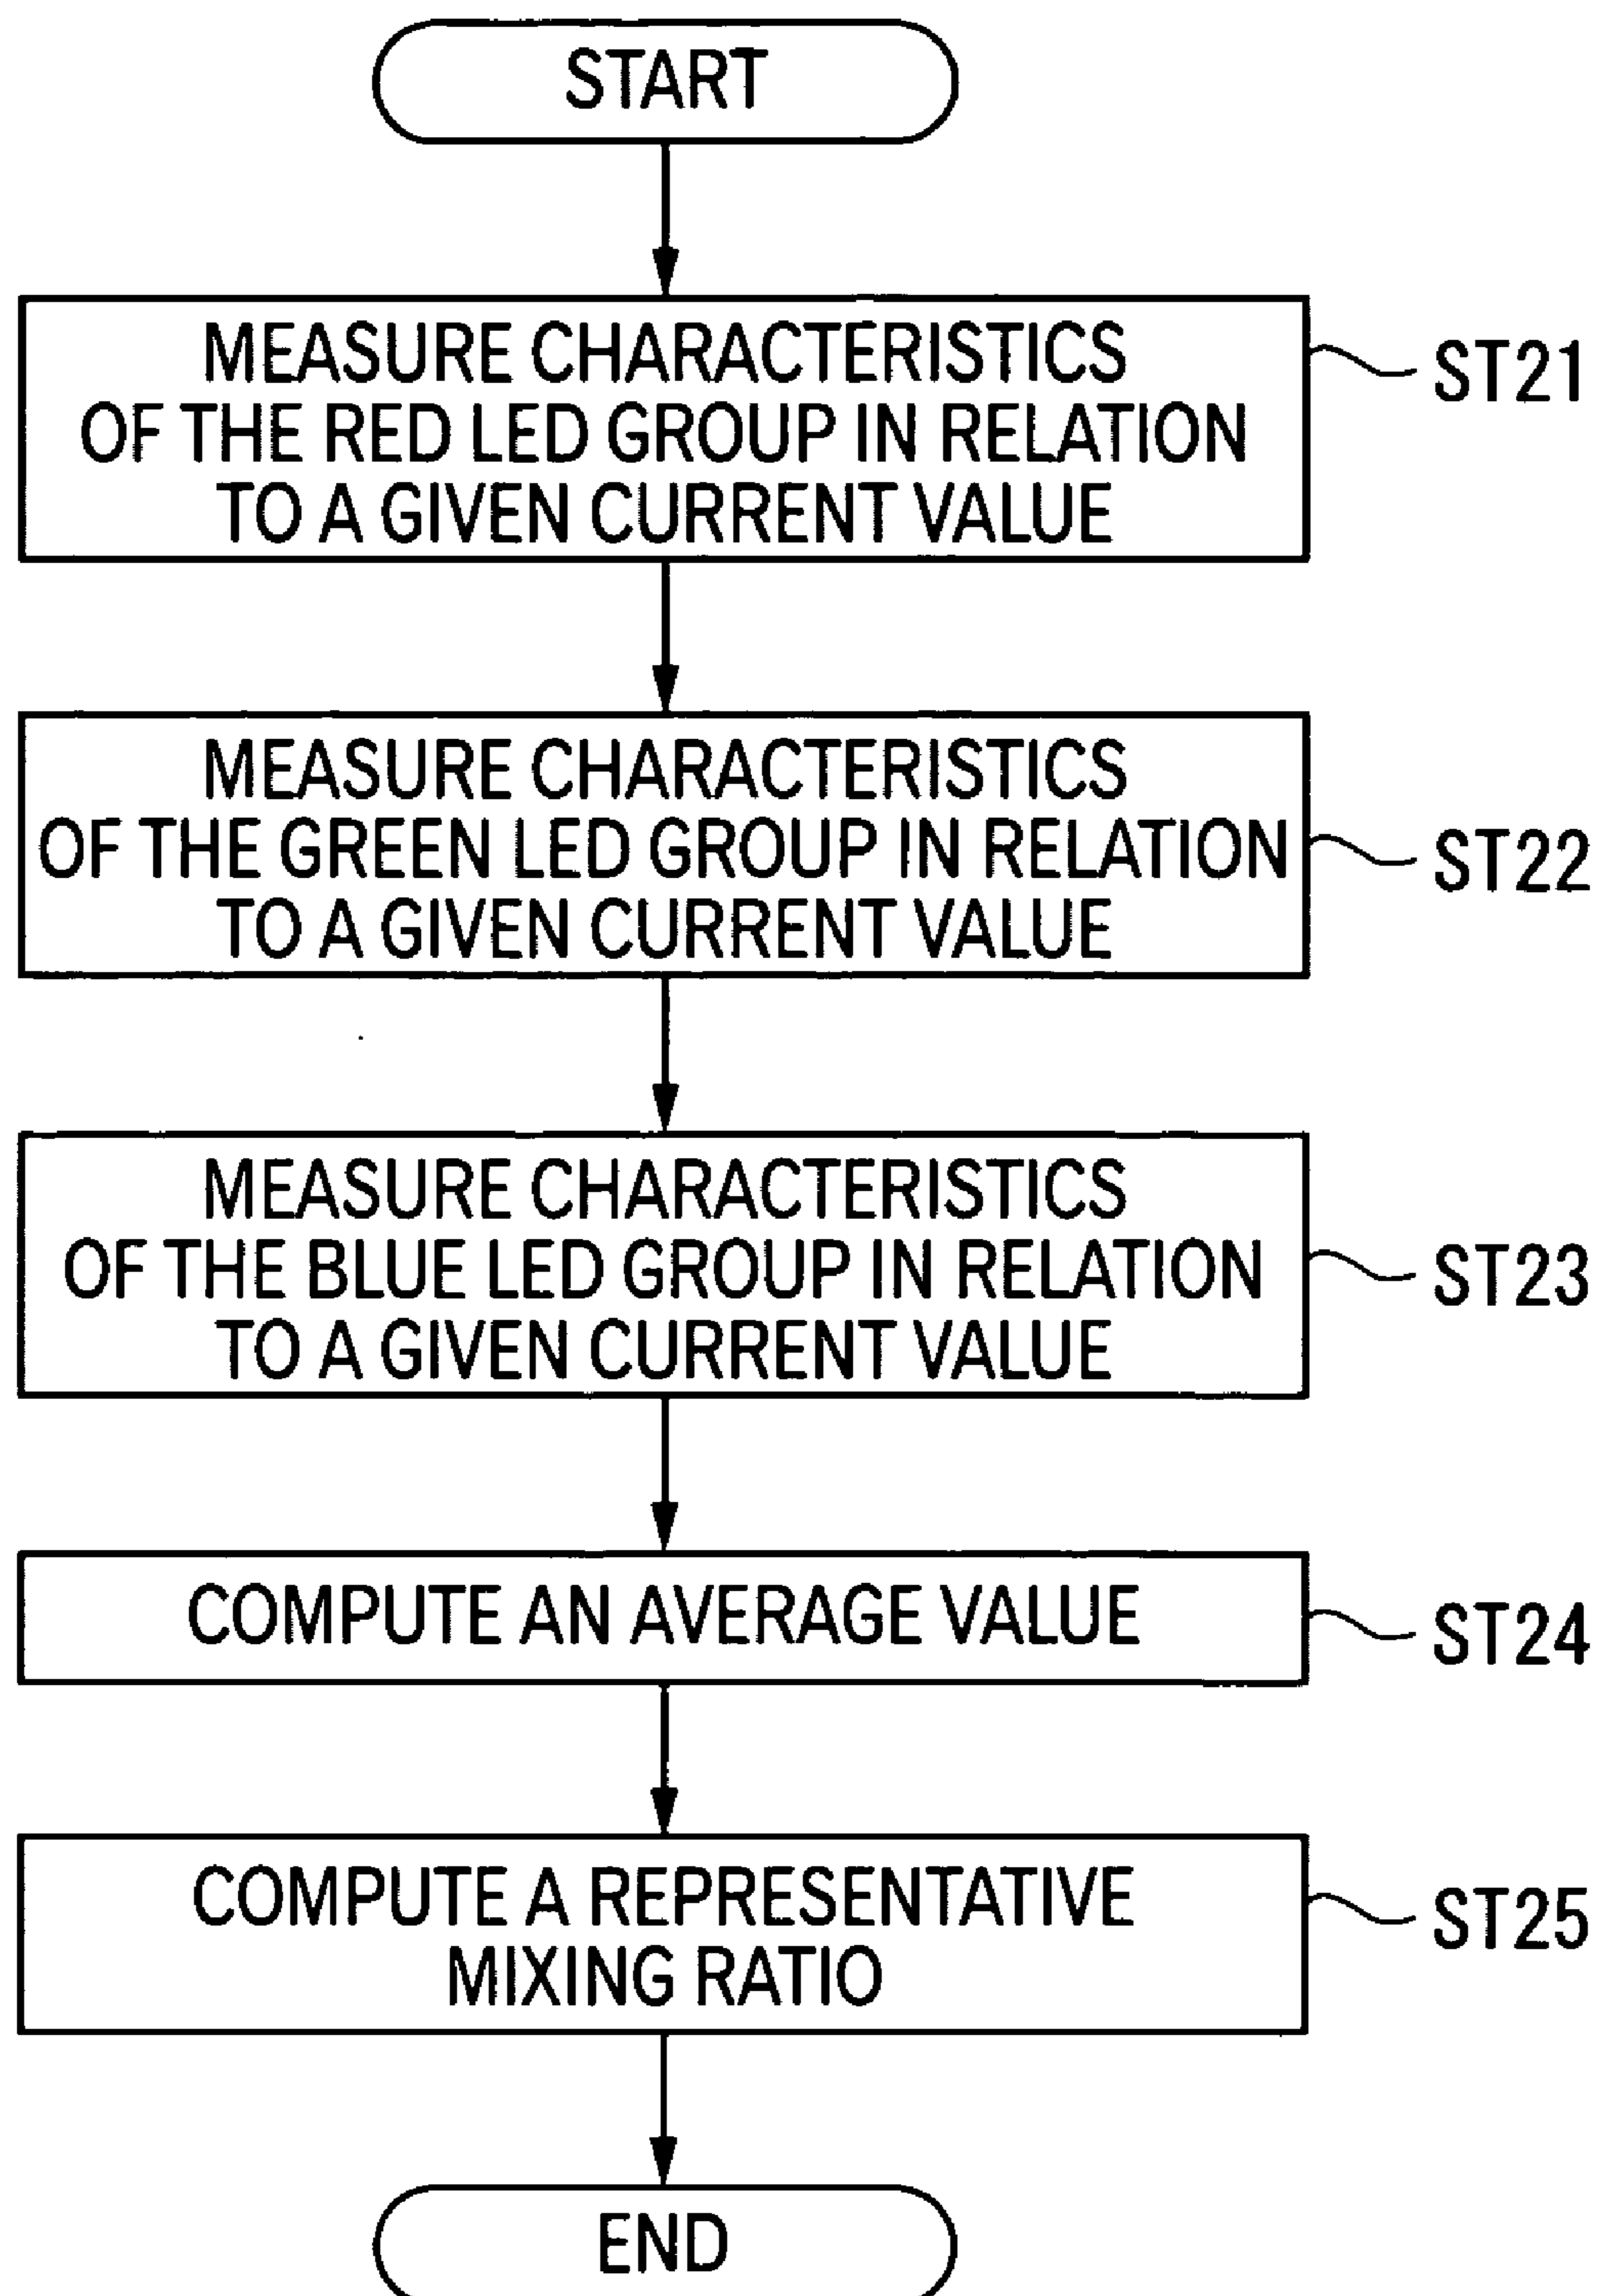 START
MEASURE CHARACTERISTICS
OF THE RED LED GROUP IN RELATION
TO A GIVEN CURRENT VALUE
ST21
MEASURE CHARACTERISTICS
OF THE GREEN LED GROUP IN RELATION
TO A GIVEN CURRENT VALUE
ST22
MEASURE CHARACTERISTICS
OF THE BLUE LED GROUP IN RELATION
TO A GIVEN CURRENT VALUE
ST23
COMPUTE AN AVERAGE VALUE
ST24
COMPUTE A REPRESENTATIVE
MIXING RATIO
ST25
END